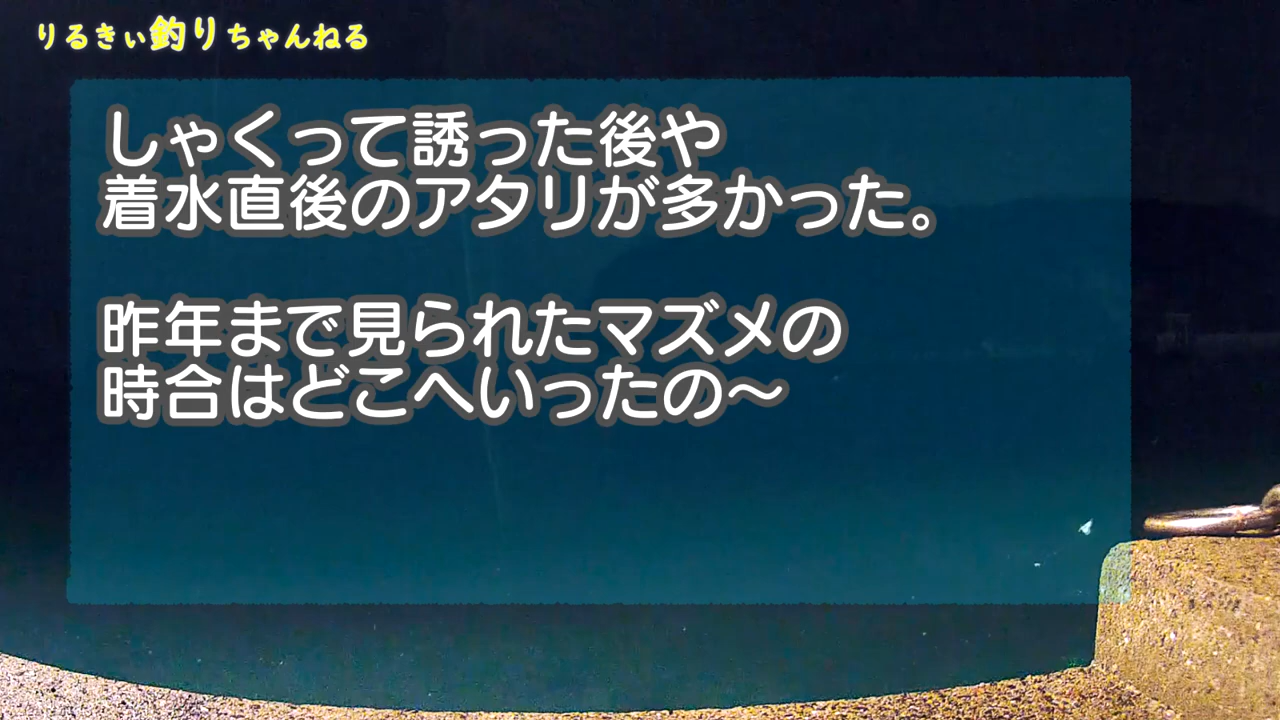 りるきぃ釣りちゃんねる
しゃくって誘った後や
着水直後のアタリが多かった。
昨年まで見られたマズメの
時合はどこへいったの～